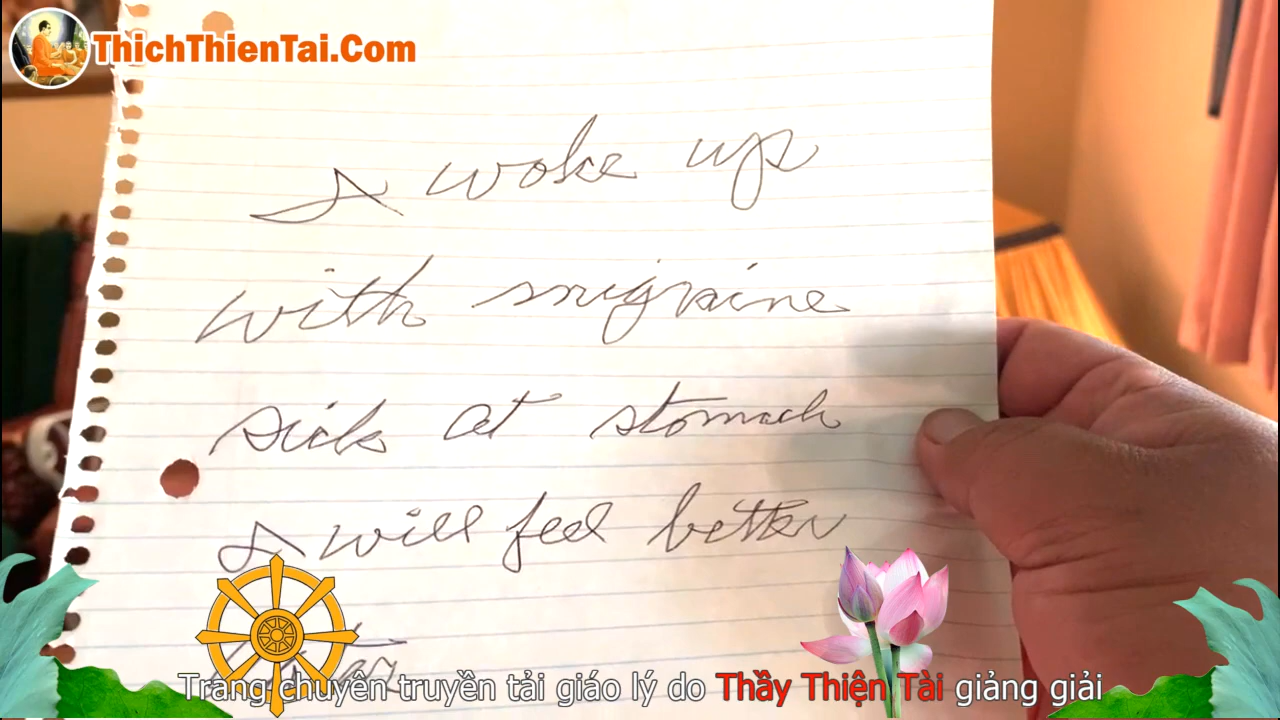 ThichThienTai.Com
I woke up
with migraine
sick at stomach
I will feel better
Trang chuyên truyền tải giáo lý do Thầy Thiện Tài giảng giải